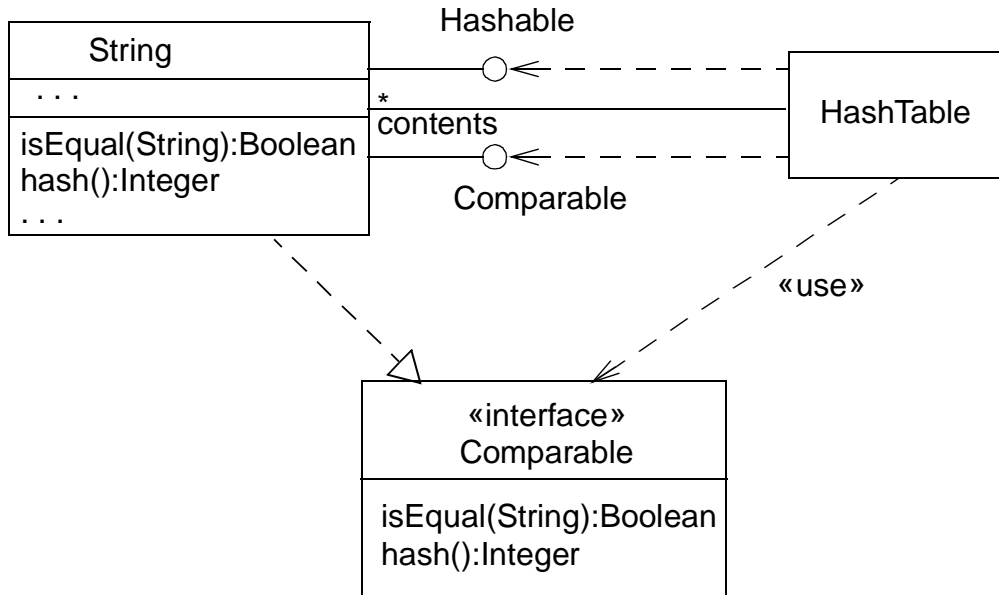 Hashable
String
. . .
*
contents
HashTable
isEqual(String):Boolean
hash():Integer
. . .
Comparable
«use»
«interface»
Comparable
isEqual(String):Boolean
hash():Integer